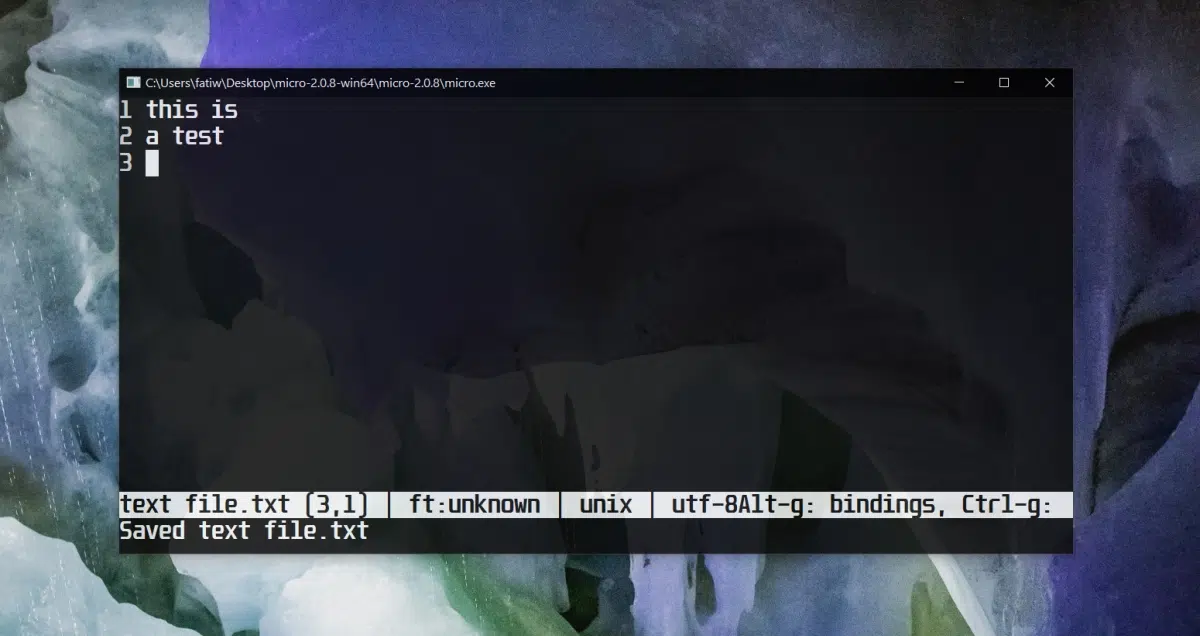 C:\Users\fatiw\Desktop\micro-2.0.8-win64\micro-2.0.8\micro.exe
1 this is
2 a test
3
text file.txt (3,1) | ft:unknown | unix | utf-8Alt-g: bindings, Ctrl-g:
Saved text file.txt